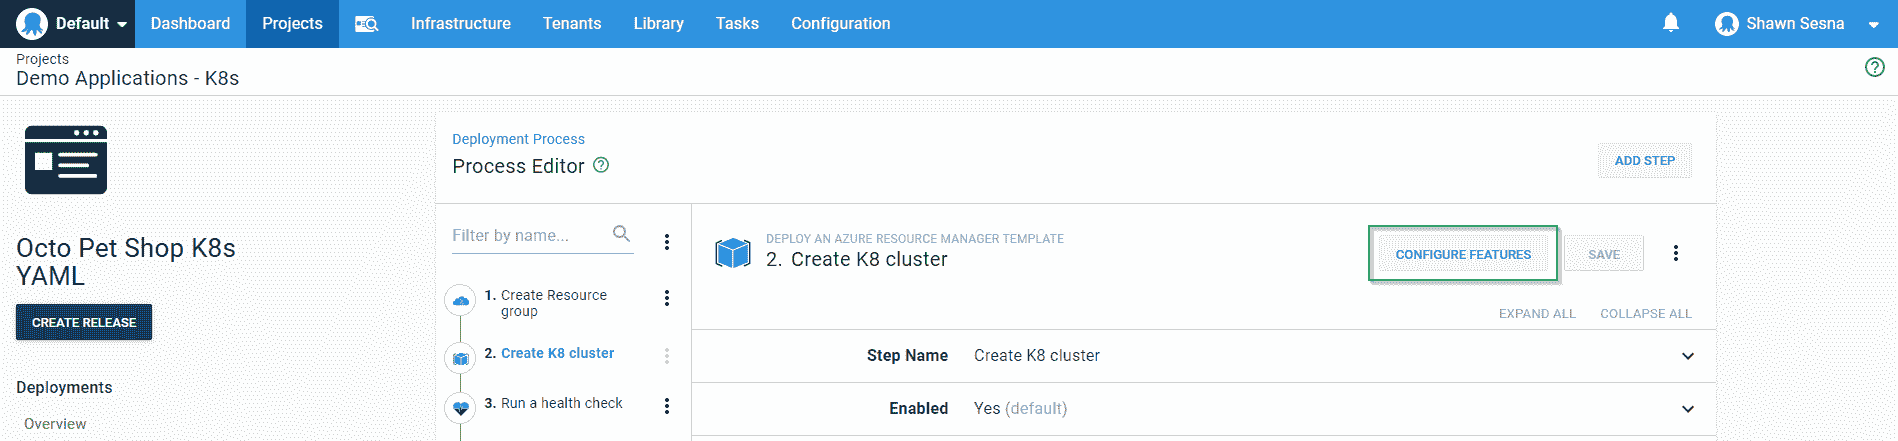 Default Dashboard Projects Infrastructure Tenants Library Tasks Configuration Shawn Sesna
Projects
Demo Applications - K8s
?
Octo Pet Shop K8s
YAML
CREATE RELEASE
Deployments
Overview
Deployment Process
Process Editor ?
ADD STEP
Filter by name...
1. Create Resource
group
2. Create K8 cluster
3. Run a health check
DEPLOY AN AZURE RESOURCE MANAGER TEMPLATE
2. Create K8 cluster
CONFIGURE FEATURES SAVE
EXPAND ALL COLLAPSE ALL
Step Name Create K8 cluster
Enabled Yes (default)